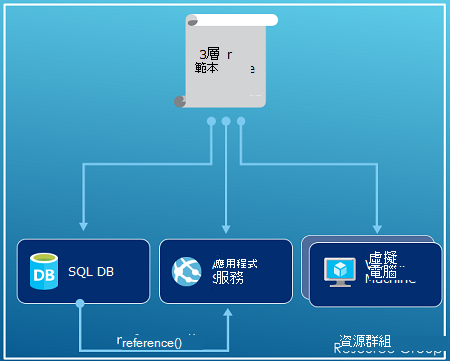 3層 r
範本 e
SQL DB
應用程式
服務
虛擬
電腦
Machine
reference()
資源群組
Resource Group